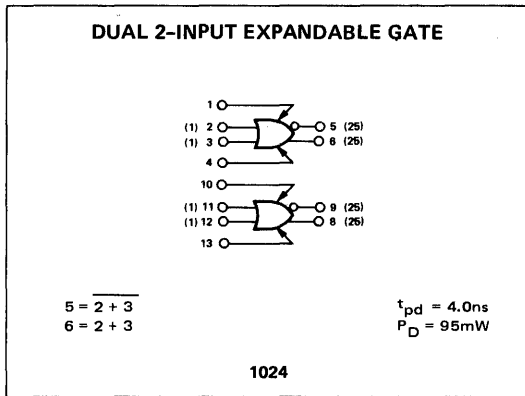 DUAL 2-INPUT EXPANDABLE GATE
1
(1) 2 5 (25)
(1) 3 6 (25)
4
10
(1) 11 9 (25)
(1) 12 8 (25)
13
5 = \overline{2 + 3}
6 = 2 + 3
tpd = 4.0ns
PD = 95mW
1024